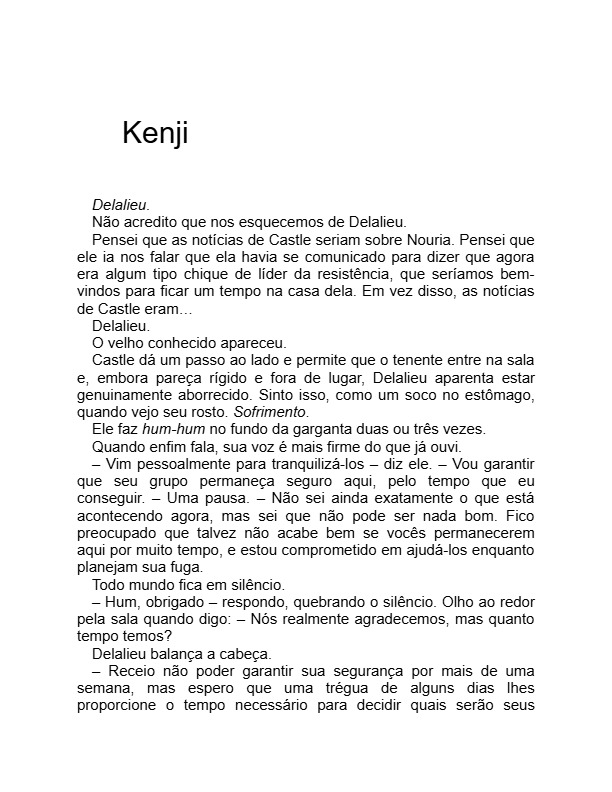 Kenji
Delalieu.
Não acredito que nos esquecemos de Delalieu.
Pensei que as notícias de Castle seriam sobre Nouria. Pensei que
ele ia nos falar que ela havia se comunicado para dizer que agora
era algum tipo chique de líder da resistência, que seríamos bem-
vindos para ficar um tempo na casa dela. Em vez disso, as notícias
de Castle eram…
Delalieu.
O velho conhecido apareceu.
Castle dá um passo ao lado e permite que o tenente entre na sala
e, embora pareça rígido e fora de lugar, Delalieu aparenta estar
genuinamente aborrecido. Sinto isso, como um soco no estômago,
quando vejo seu rosto. Sofrimento.
Ele faz hum-hum no fundo da garganta duas ou três vezes.
Quando enfim fala, sua voz é mais firme do que já ouvi.
– Vim pessoalmente para tranquilizá-los – diz ele. – Vou garantir
que seu grupo permaneça seguro aqui, pelo tempo que eu
conseguir. – Uma pausa. – Não sei ainda exatamente o que está
acontecendo agora, mas sei que não pode ser nada bom. Fico
preocupado que talvez não acabe bem se vocês permanecerem
aqui por muito tempo, e estou comprometido em ajudá-los enquanto
planejam sua fuga.
Todo mundo fica em silêncio.
– Hum, obrigado – respondo, quebrando o silêncio. Olho ao redor
pela sala quando digo: – Nós realmente agradecemos, mas quanto
tempo temos?
Delalieu balança a cabeça.
– Receio não poder garantir sua segurança por mais de uma
semana, mas espero que uma trégua de alguns dias lhes
proporcione o tempo necessário para decidir quais serão seus